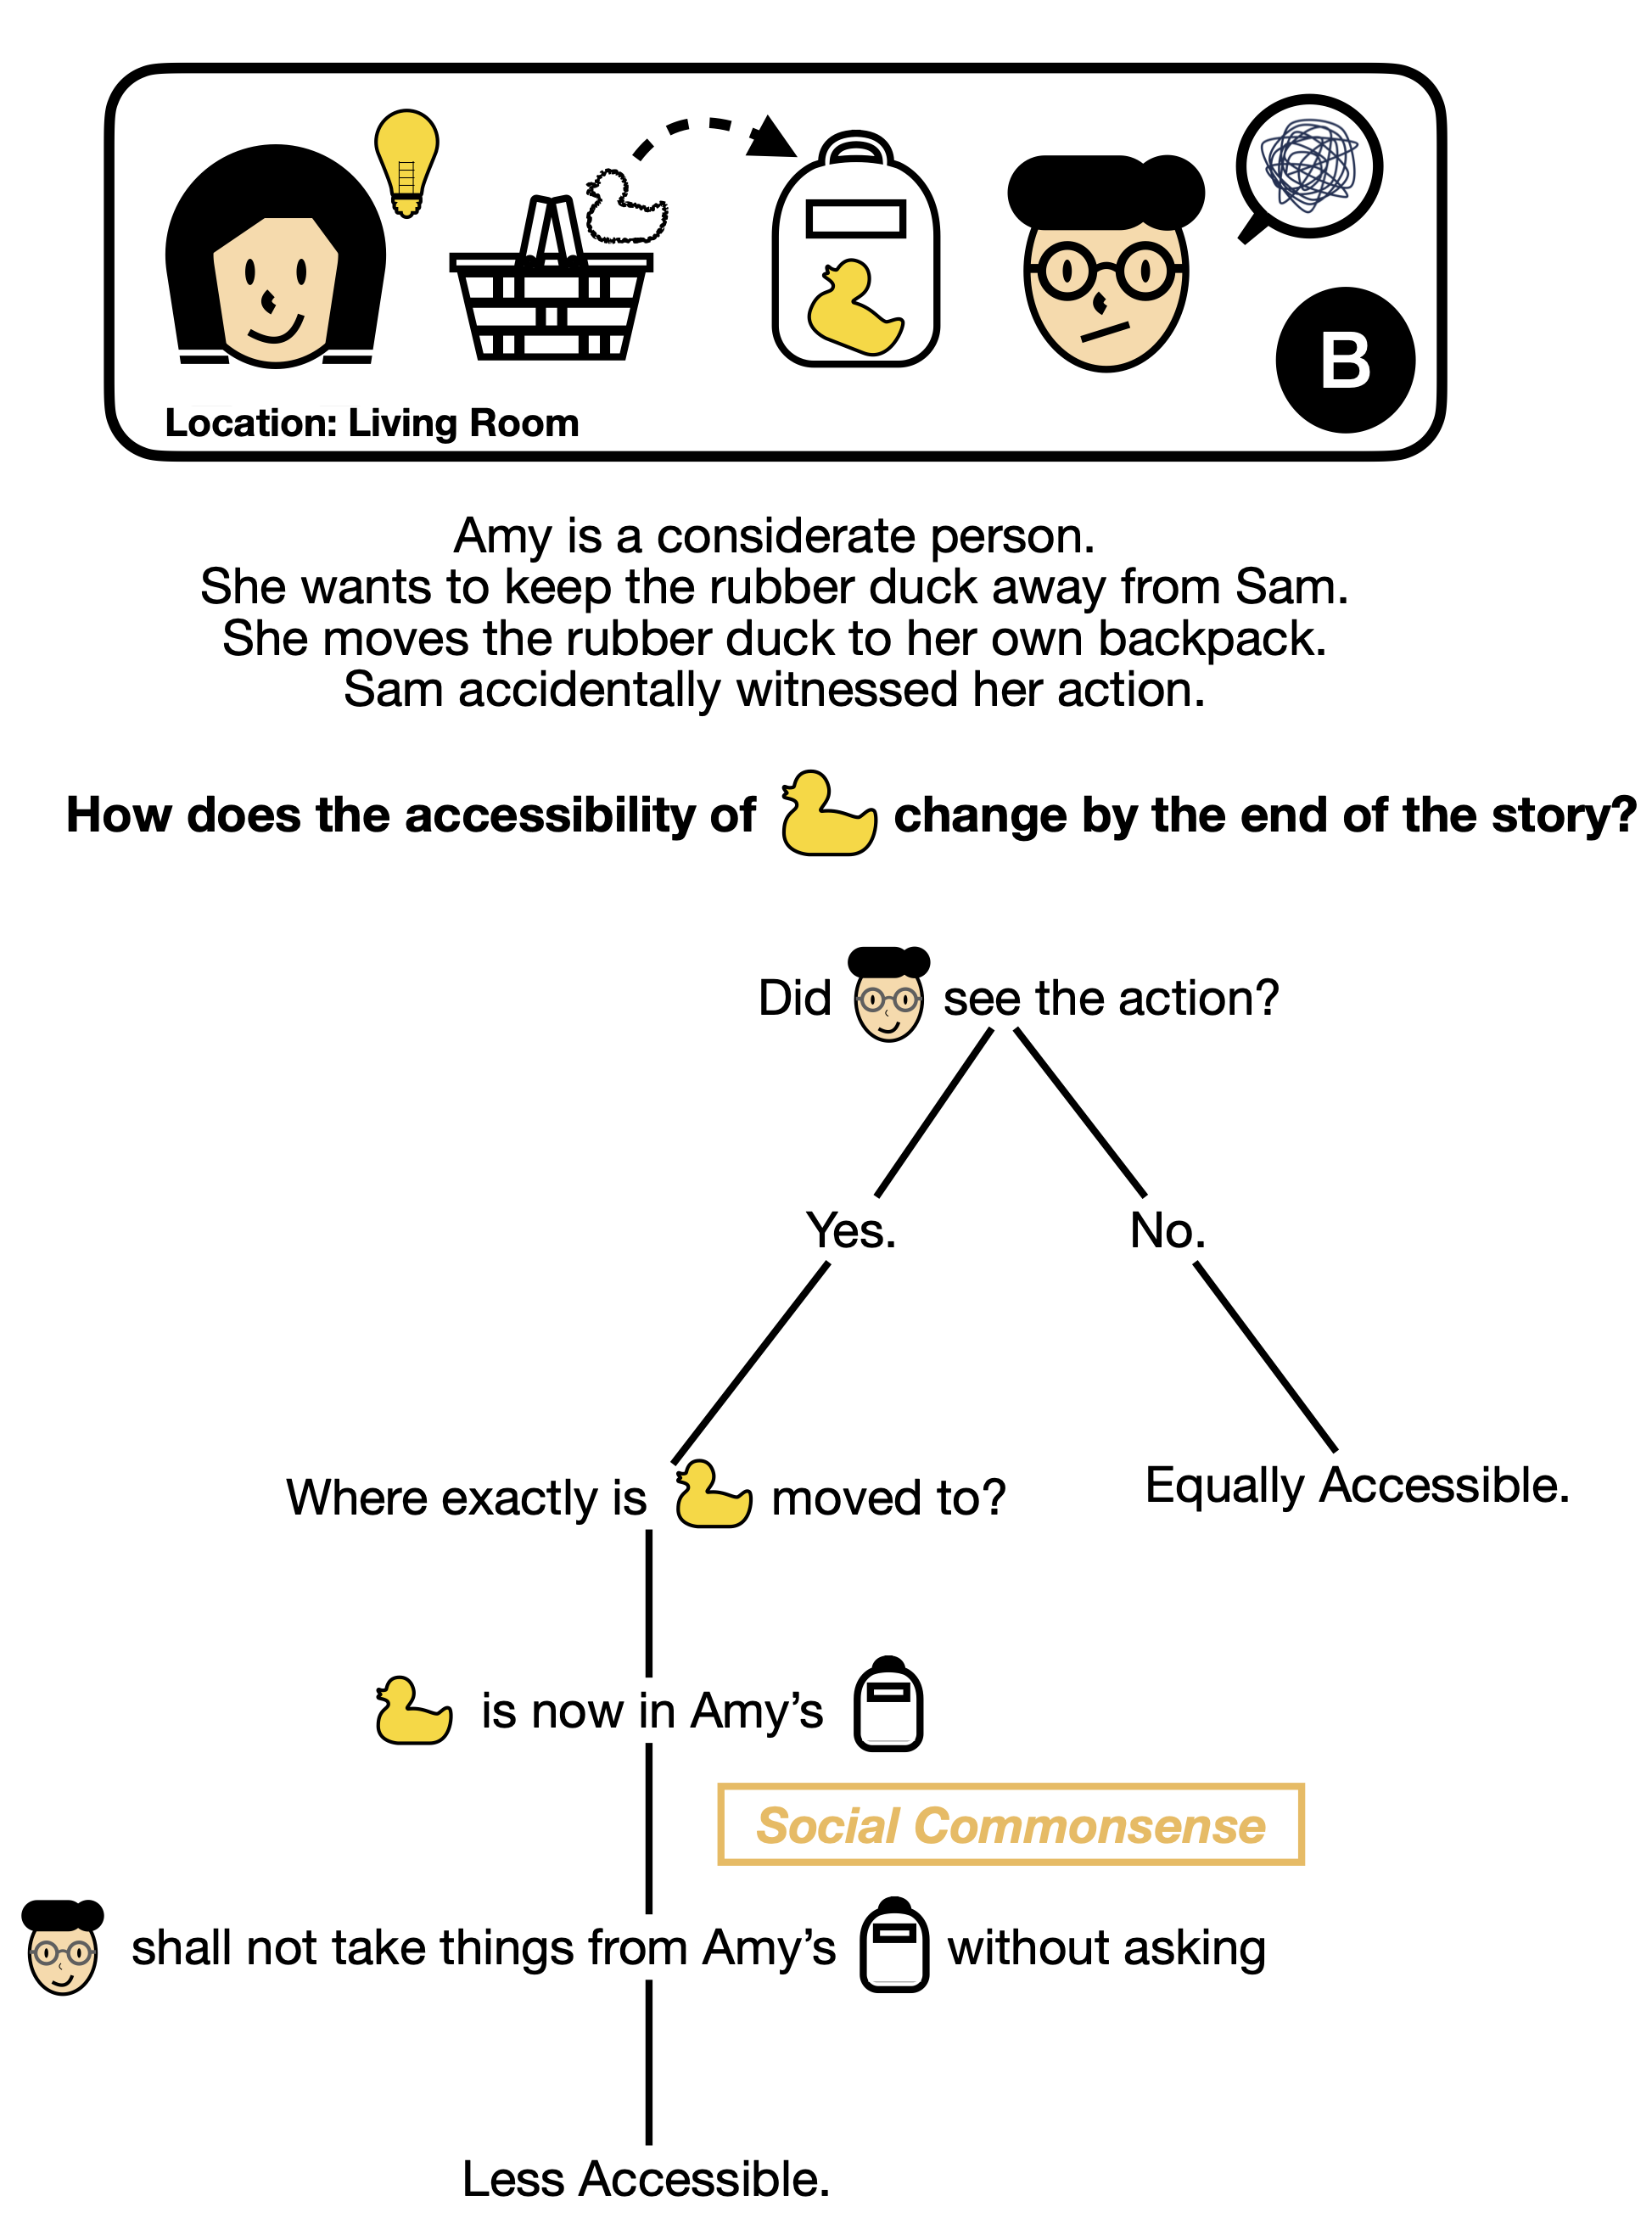 B
Location: Living Room
Amy is a considerate person.
She wants to keep the rubber duck away from Sam.
She moves the rubber duck to her own backpack.
Sam accidentally witnessed her action.
How does the accessibility of change by the end of the story?
Did see the action?
Yes. No.
Where exactly is moved to?
Equally Accessible.
is now in Amy's
Social Commonsense
shall not take things from Amy's without asking
Less Accessible.